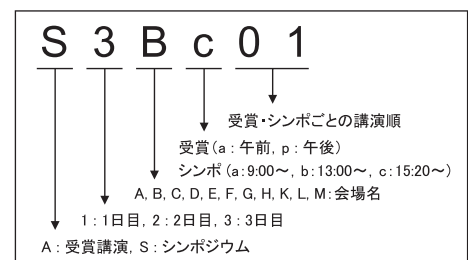 S 3 B c 0 1
受賞・シンポごとの講演順
受賞(a：午前, p：午後)
シンポ(a：9:00～, b：13:00～, c：15:20～)
A, B, C, D, E, F, G, H, K, L, M：会場名
1：1日目, 2：2日目, 3：3日目
A：受賞講演, S：シンポジウム